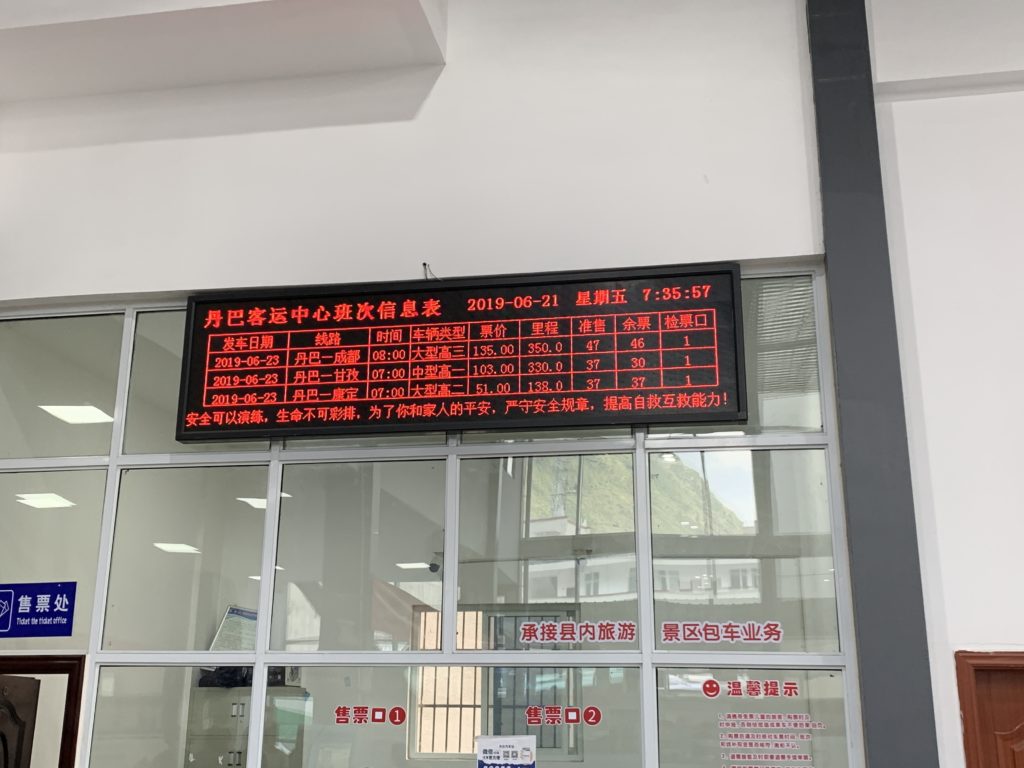 丹巴客运中心班次信息表 2019-06-21 星期五 7:35:57
发车日期 线路 时间 车辆类型 票价 里程 准售 余票 检票口
2019-06-23 丹巴—成都 08:00 大型高三 135.00 350.0 47 46 1
2019-06-23 丹巴—甘孜 07:00 中型高一 103.00 330.0 37 30 1
2019-06-23 丹巴—康定 07:00 大型高二 51.00 138.0 37 37 1
安全可以演练，生命不可彩排，为了你和家人的平安，严守安全规章，提高自救互救能力！
售票处
Ticket tle ticket office
承接县内旅游 景区包车业务
售票口1
售票口2
温馨提示